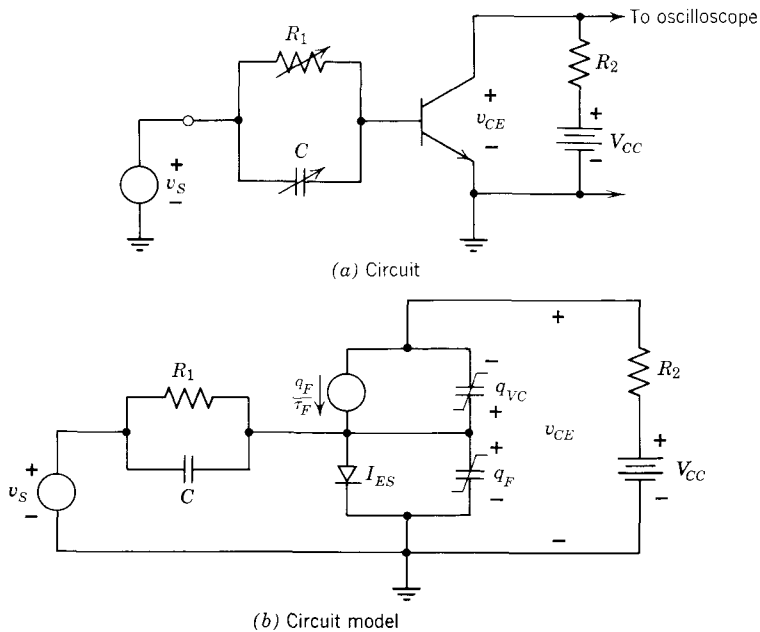 To oscilloscope
R1
R2
+
vCE
−
+
VCC
−
C
+
vS
−
(a) Circuit
+
R1
qF
τF
−
qVC
+
R2
vCE
C
IES
+
qF
−
+
VCC
−
+
vS
−
−
(b) Circuit model